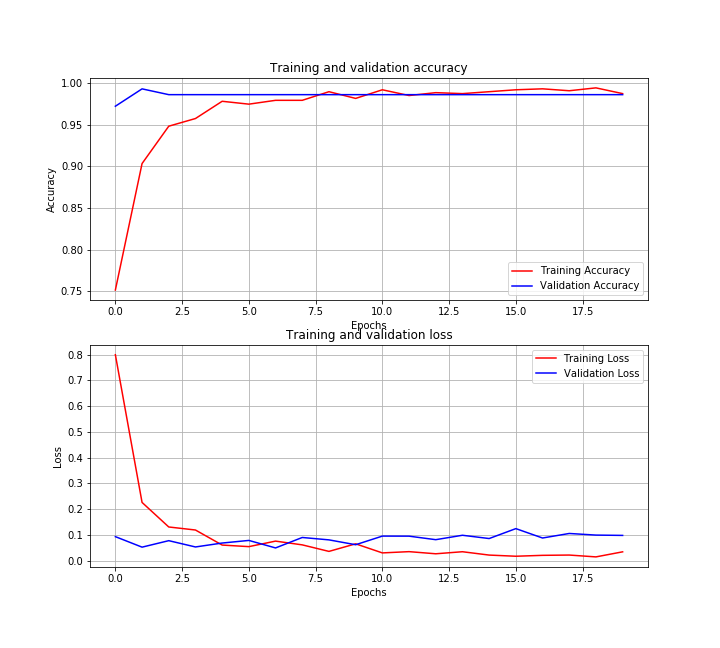 Training and validation accuracy
1.00
0.95
0.90
0.85
0.80
0.75
Accuracy
Training Accuracy
Validation Accuracy
0.0 2.5 5.0 7.5 10.0 12.5 15.0 17.5
Epochs
Training and validation loss
0.8
0.7
0.6
0.5
0.4
0.3
0.2
0.1
0.0
Loss
Training Loss
Validation Loss
0.0 2.5 5.0 7.5 10.0 12.5 15.0 17.5
Epochs